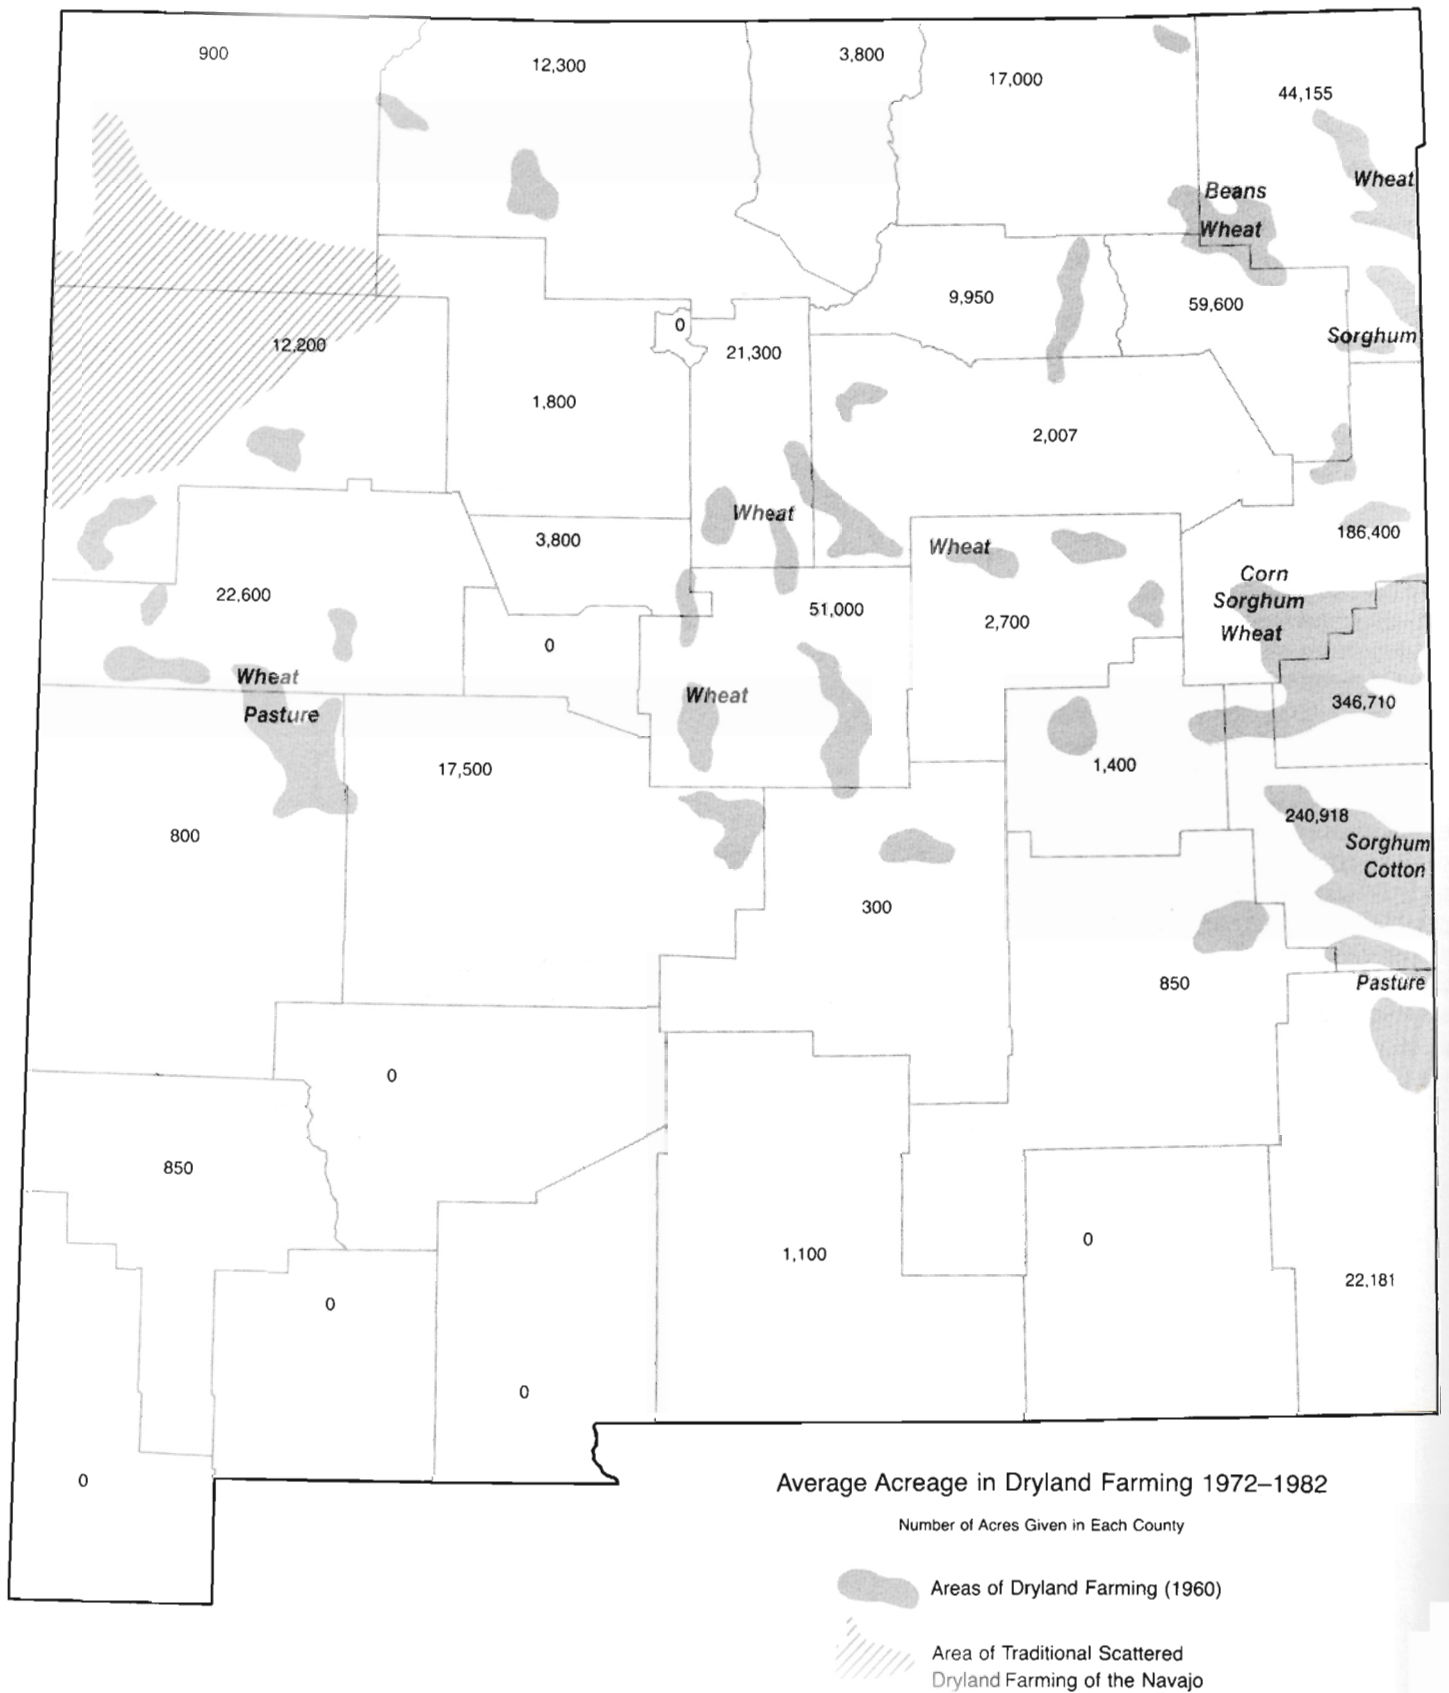 900
12,300
3,800
17,000
44,155
Wheat
Beans
Wheat
9,950
59,600
0
Sorghum
12,200
21,300
1,800
2,007
Wheat
186,400
3,800
Wheat
Corn
Sorghum
Wheat
22,600
51,000
2,700
0
Wheat
Pasture
Wheat
346,710
17,500
1,400
800
240,918
Sorghum
Cotton
300
850
Pasture
0
850
1,100
0
22,181
0
0
0
Average Acreage in Dryland Farming 1972–1982
Number of Acres Given in Each County
Areas of Dryland Farming (1960)
Area of Traditional Scattered
Dryland Farming of the Navajo